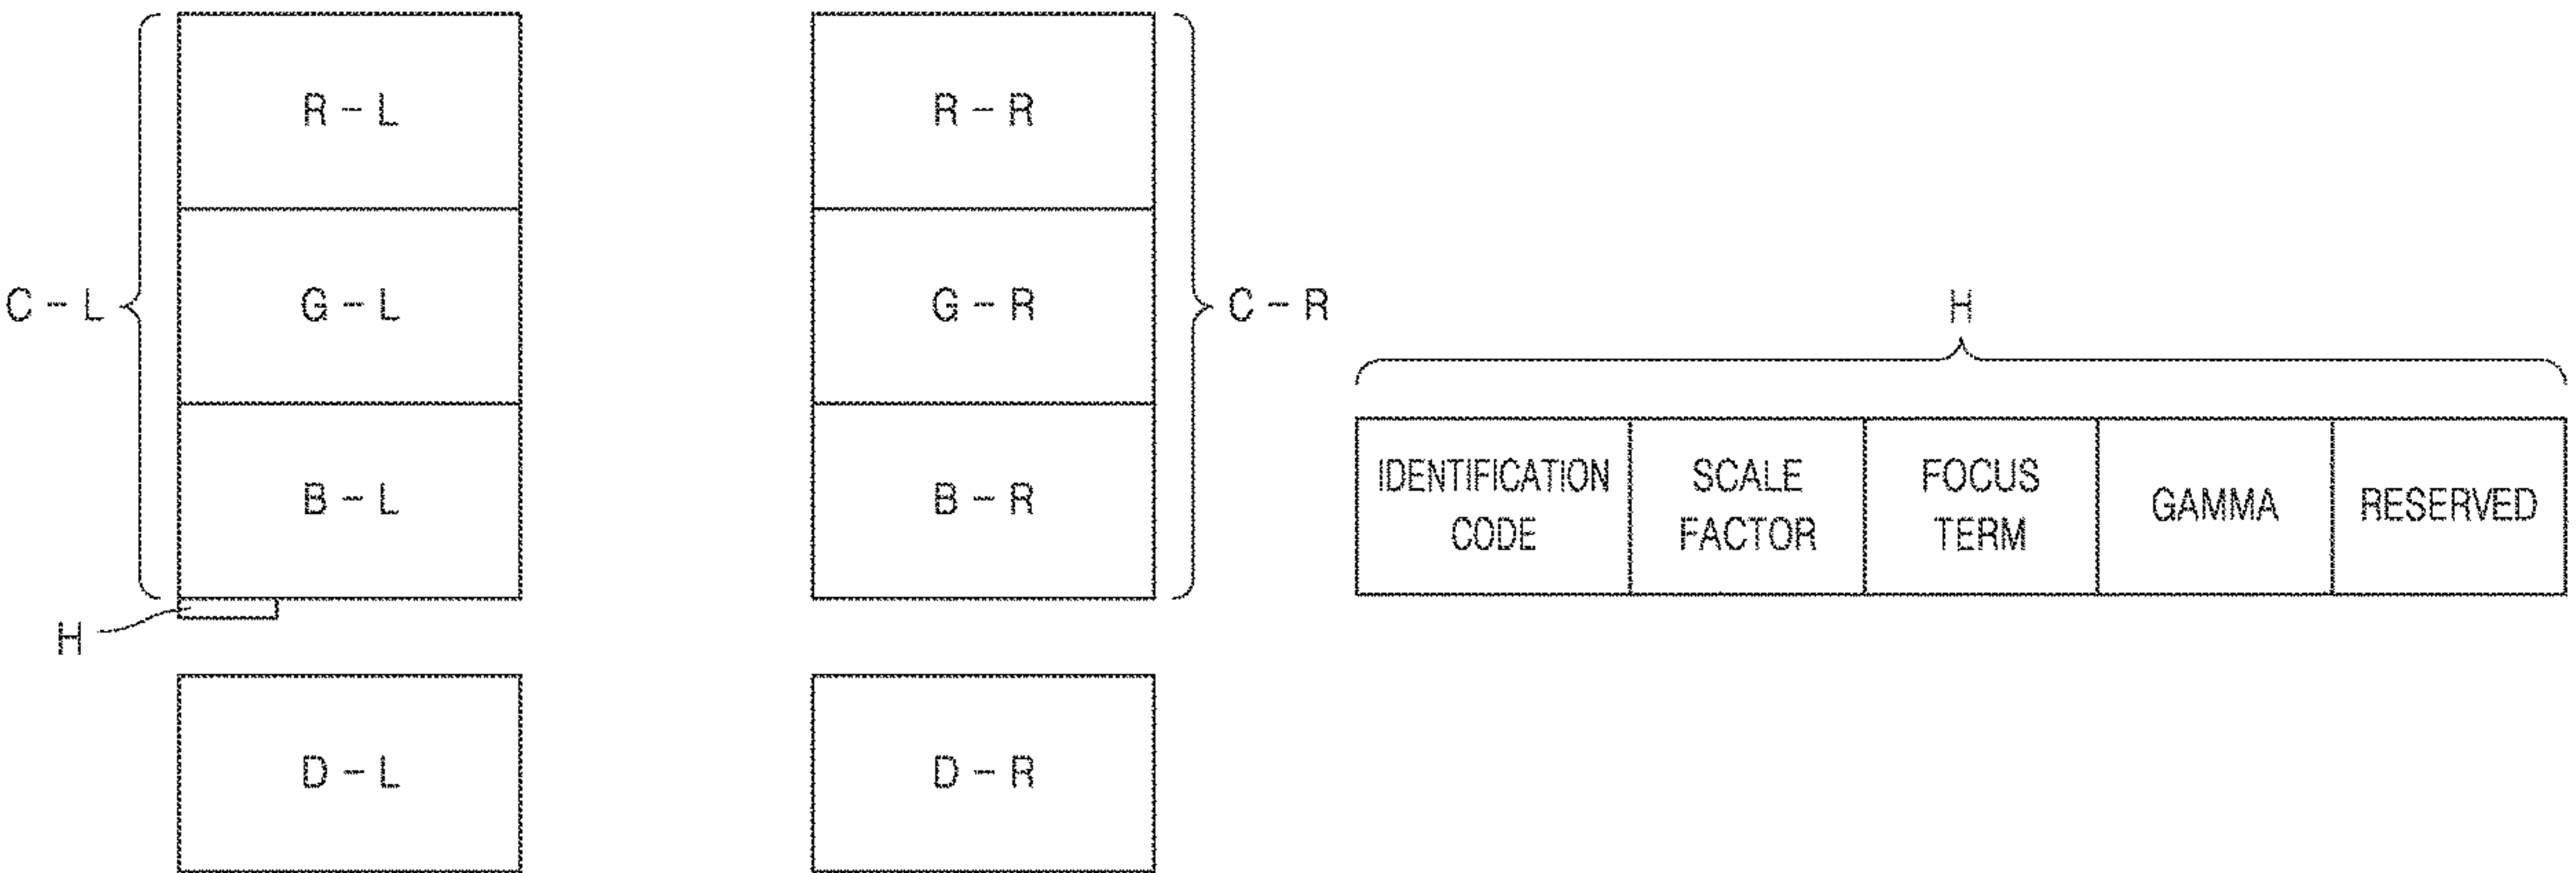 R - L
R - R
C - L
G - L
G - R
C - R
H
B - L
B - R
IDENTIFICATION
CODE
SCALE
FACTOR
FOCUS
TERM
GAMMA
RESERVED
H
D - L
D - R